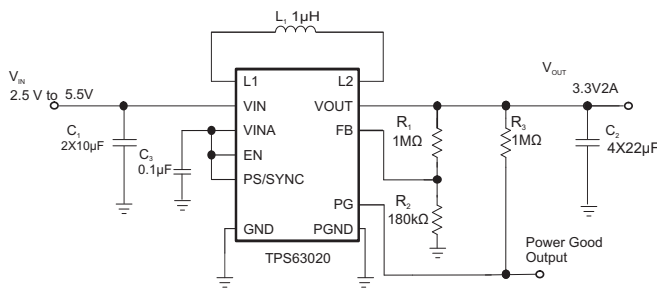 L₁ 1µH
L1
L2
V_IN
2.5 V to 5.5V
VIN
VOUT
V_OUT
3.3V2A
C₁
2X10µF
C₃
0.1µF
VINA
EN
PS/SYNC
FB
R₁
1MΩ
R₃
1MΩ
C₂
4X22µF
PG
R₂
180kΩ
GND
PGND
TPS63020
Power Good
Output